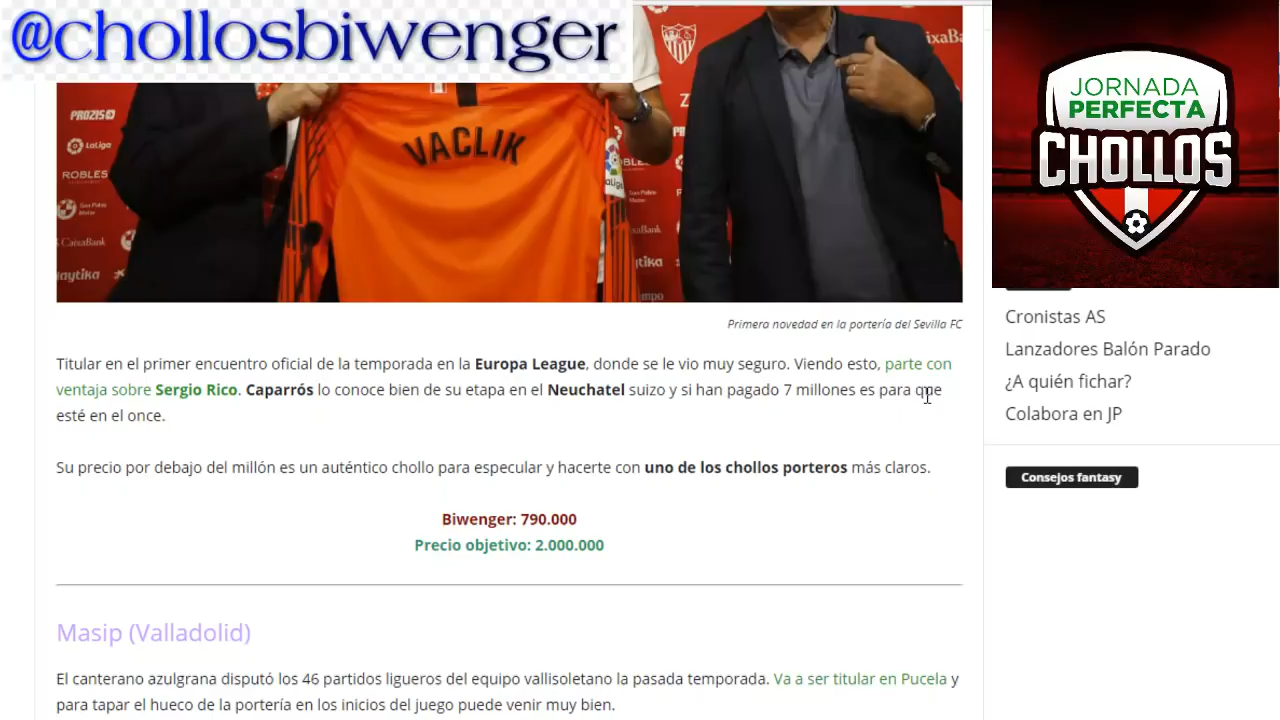 @chollosbiwenger
JORNADA
PERFECTA
CHOLLOS
PROZIS
LaLiga
ROBLES
CaixaBank
VACLIK
Primera novedad en la portería del Sevilla FC
Titular en el primer encuentro oficial de la temporada en la Europa League, donde se le vio muy seguro. Viendo esto, parte con
ventaja sobre Sergio Rico. Caparrós lo conoce bien de su etapa en el Neuchatel suizo y si han pagado 7 millones es para que
esté en el once.
Su precio por debajo del millón es un auténtico chollo para especular y hacerte con uno de los chollos porteros más claros.
Biwenger: 790.000
Precio objetivo: 2.000.000
Masip (Valladolid)
El canterano azulgrana disputó los 46 partidos ligueros del equipo vallisoletano la pasada temporada. Va a ser titular en Pucela y
para tapar el hueco de la portería en los inicios del juego puede venir muy bien.
Cronistas AS
Lanzadores Balón Parado
¿A quién fichar?
Colabora en JP
Consejos fantasy